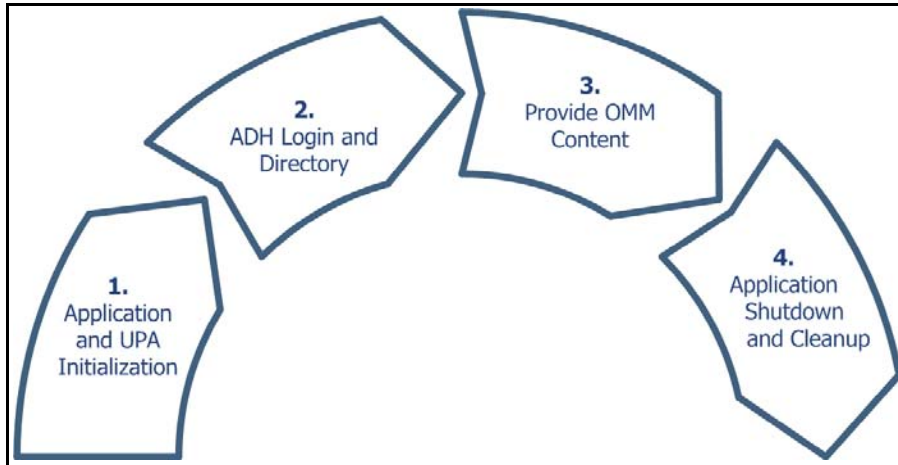 1.
Application
and UPA
Initialization
2.
ADH Login and
Directory
3.
Provide OMM
Content
4.
Application
Shutdown
and Cleanup